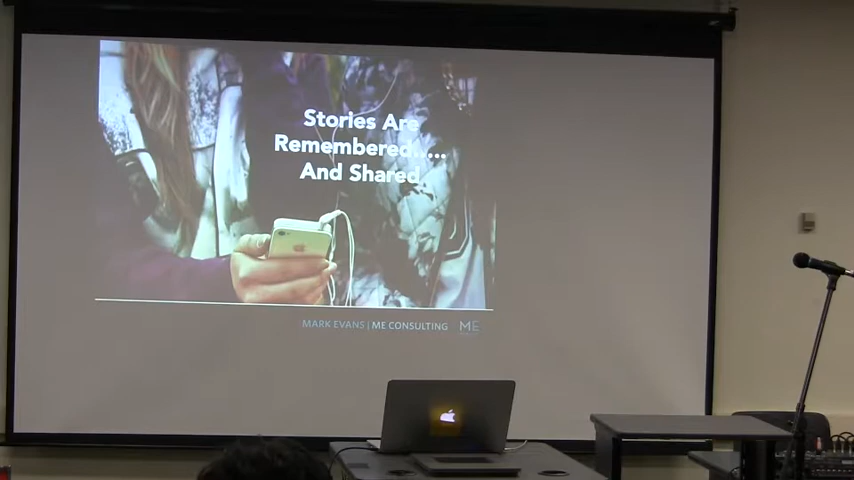 Stories Are
Remembered.....
And Shared
MARK EVANS | ME CONSULTING ME